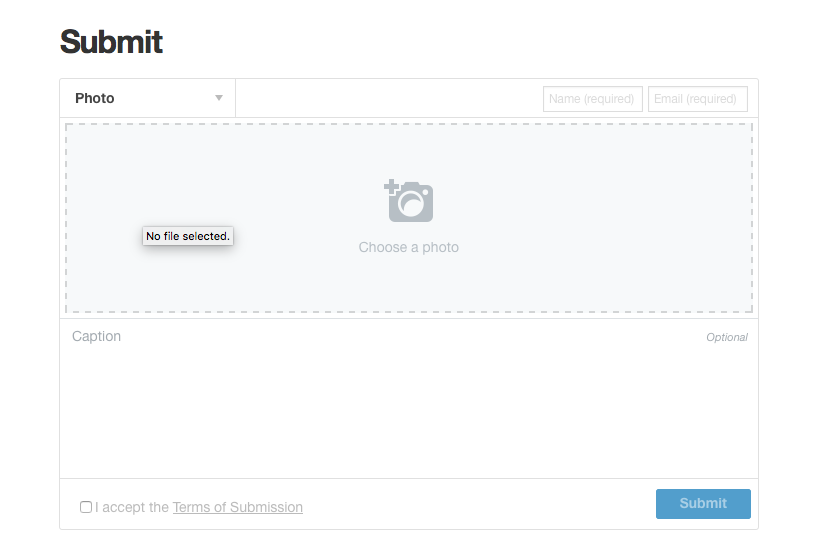 Submit
Photo
Name (required)
Email (required)
No file selected.
Choose a photo
Caption
Optional
I accept the Terms of Submission
Submit